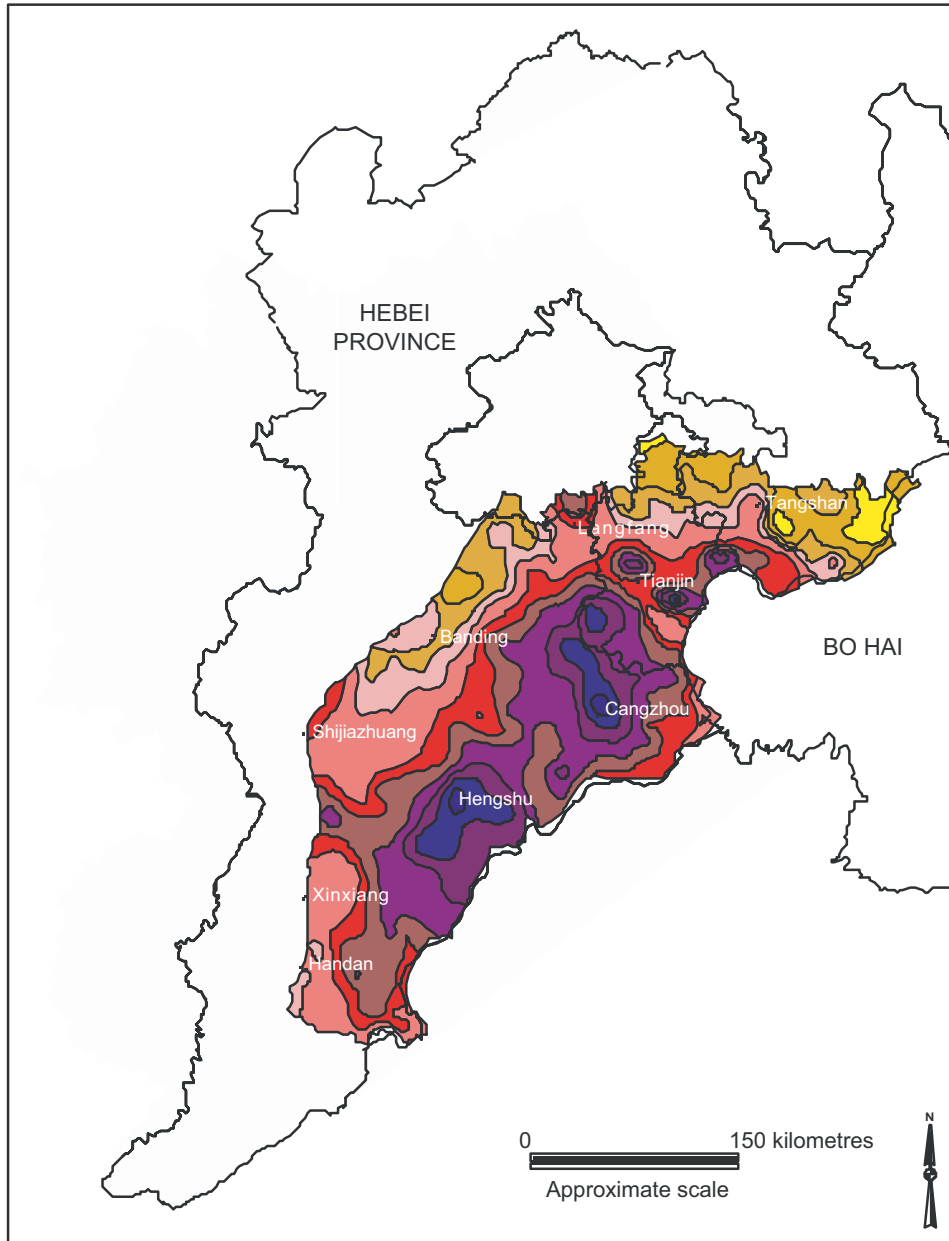 HEBEI
PROVINCE
Tangshan
Langfang
Tianjin
Banding
BO HAI
Cangzhou
Shijiazhuang
Hengshu
Xinxiang
Handan
N
0 150 kilometres
Approximate scale